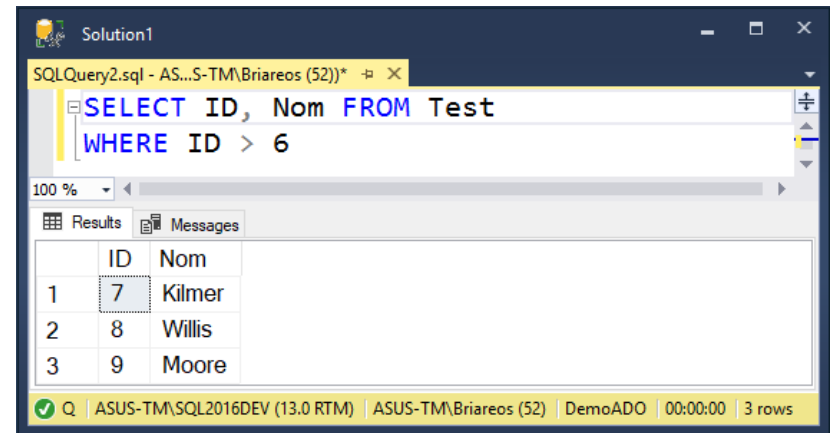 Solution1
SQLQuery2.sql - AS...S-TM\Briareos (52))*
SELECT ID, Nom FROM Test
WHERE ID > 6
100 %
Results Messages
ID Nom
1 7 Kilmer
2 8 Willis
3 9 Moore
Q ASUS-TM\SQL2016DEV (13.0 RTM) ASUS-TM\Briareos (52) DemoADO 00:00:00 3 rows